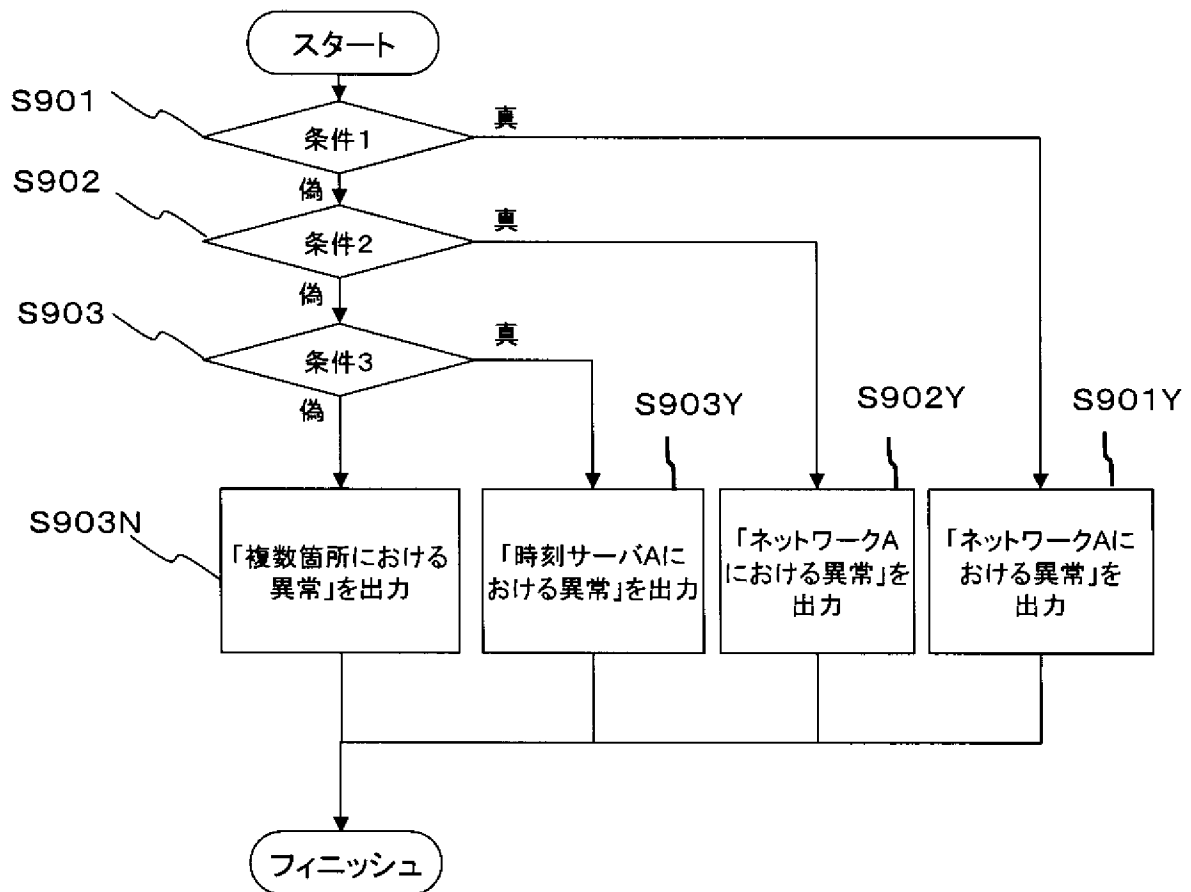 スタート
S901
真
条件1
偽
S902
真
条件2
偽
S903
真
条件3
偽
S903Y
S902Y
S901Y
S903N
「複数箇所における
異常」を出力
「時刻サーバAに
おける異常」を出力
「ネットワークA
における異常」を
出力
「ネットワークAに
おける異常」を
出力
フィニッシュ